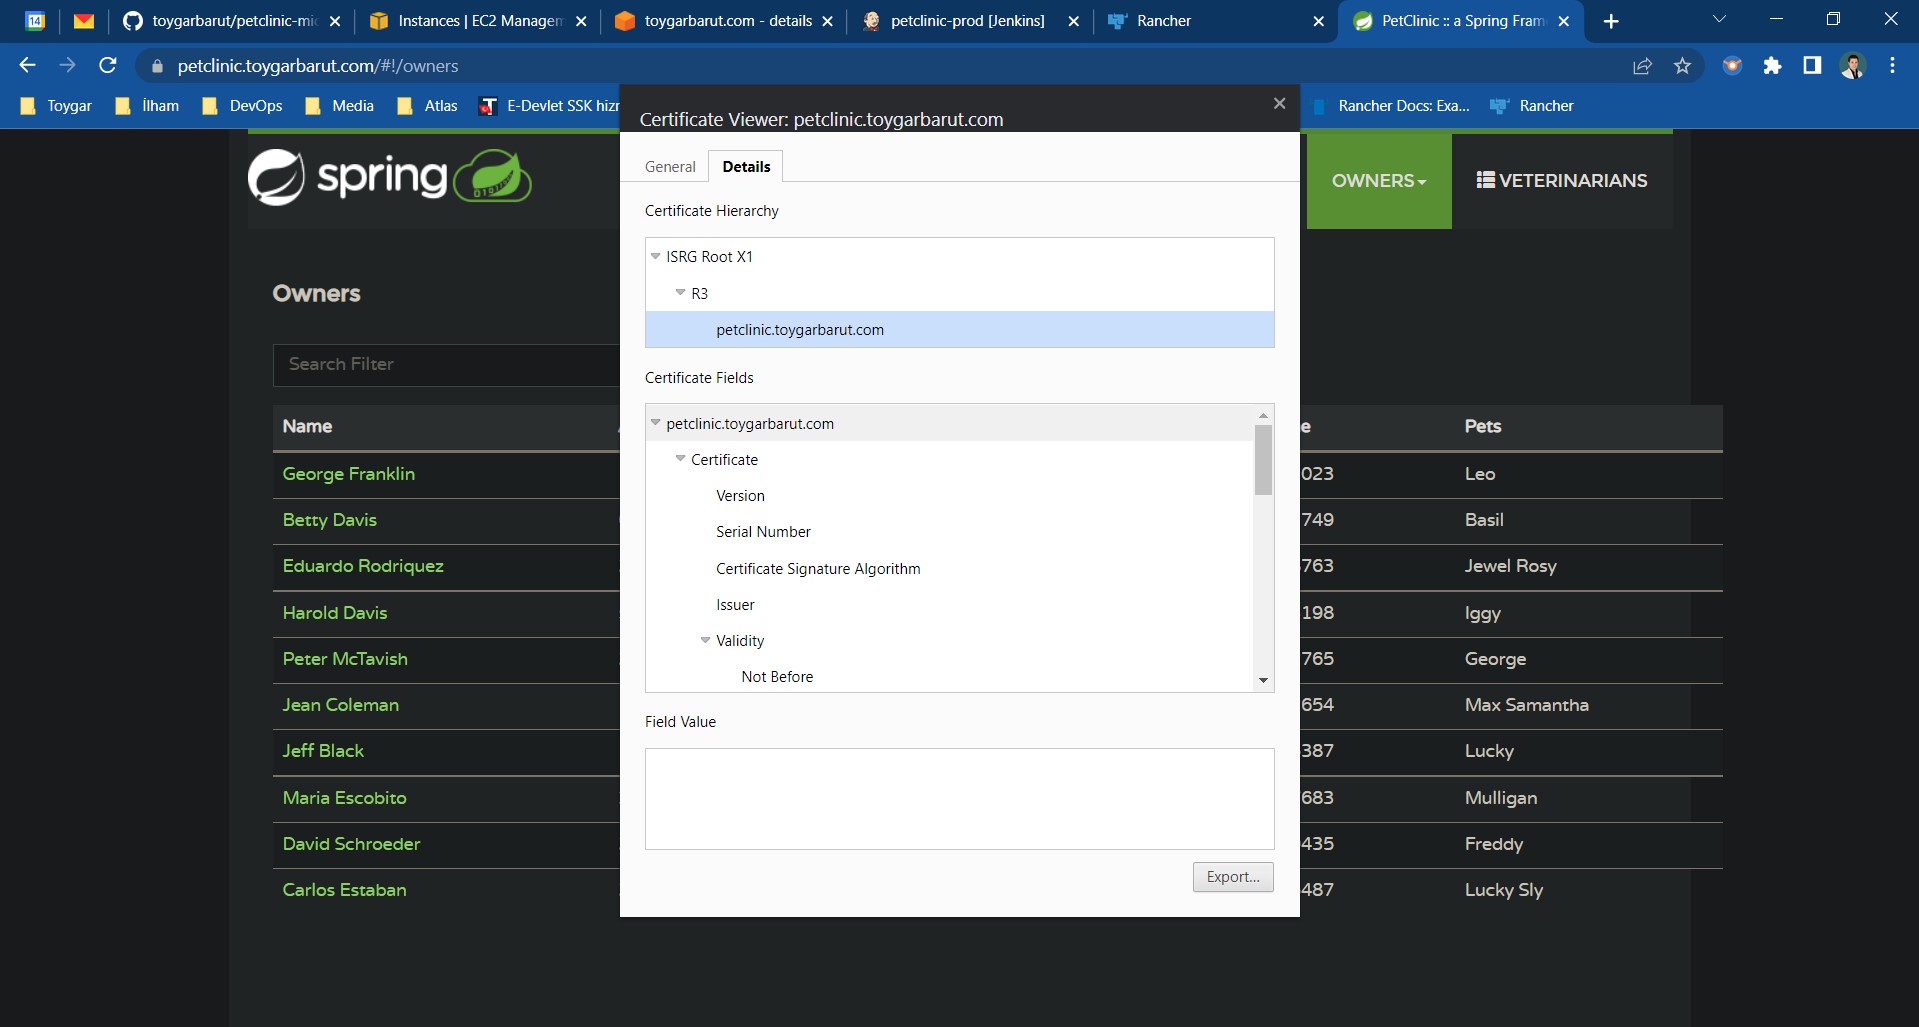 14
toygarbarut/petclinic-mic
Instances | EC2 Managem
toygarbarut.com - details
petclinic-prod [Jenkins]
Rancher
PetClinic :: a Spring Fram
petclinic.toygarbarut.com/#!/owners
Toygar
İlham
DevOps
Media
Atlas
E-Devlet SSK hizm
Rancher Docs: Exa...
Rancher
Certificate Viewer: petclinic.toygarbarut.com
General
Details
spring
OWNERS
VETERINARIANS
Certificate Hierarchy
ISRG Root X1
R3
petclinic.toygarbarut.com
Owners
Search Filter
Certificate Fields
petclinic.toygarbarut.com
Certificate
Version
Serial Number
Certificate Signature Algorithm
Issuer
Validity
Not Before
Field Value
Export...
Name
e
Pets
George Franklin
023
Leo
Betty Davis
749
Basil
Eduardo Rodriquez
763
Jewel Rosy
Harold Davis
198
Iggy
Peter McTavish
765
George
Jean Coleman
654
Max Samantha
Jeff Black
387
Lucky
Maria Escobito
683
Mulligan
David Schroeder
435
Freddy
Carlos Estaban
487
Lucky Sly